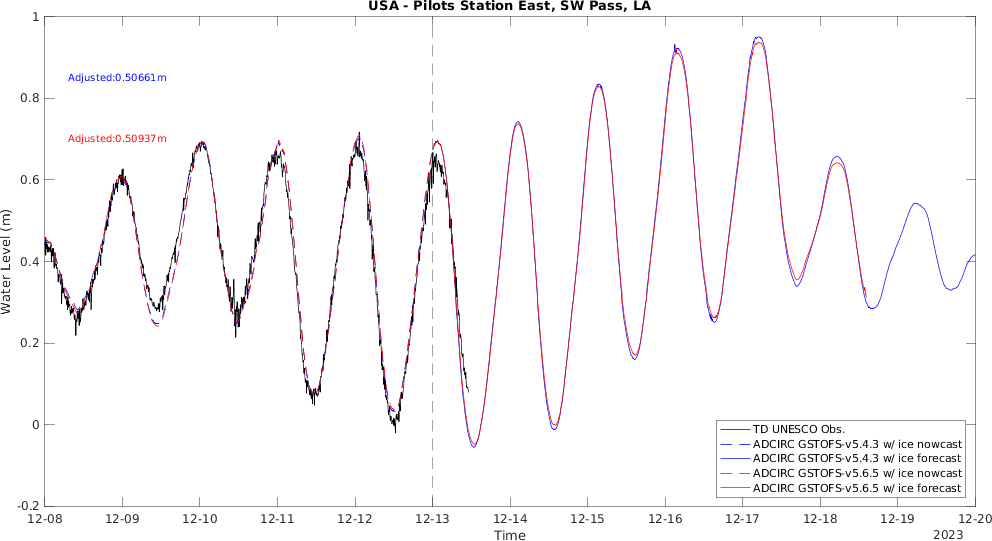 USA - Pilots Station East, SW Pass, LA
1
0.8
0.6
0.4
0.2
0
-0.2
Water Level (m)
Adjusted:0.50661m
Adjusted:0.50937m
TD UNESCO Obs.
ADCIRC GSTOFS-v5.4.3 w/ ice nowcast
ADCIRC GSTOFS-v5.4.3 w/ ice forecast
ADCIRC GSTOFS-v5.6.5 w/ ice nowcast
ADCIRC GSTOFS-v5.6.5 w/ ice forecast
12-08 12-09 12-10 12-11 12-12 12-13 12-14 12-15 12-16 12-17 12-18 12-19 12-20
Time
2023